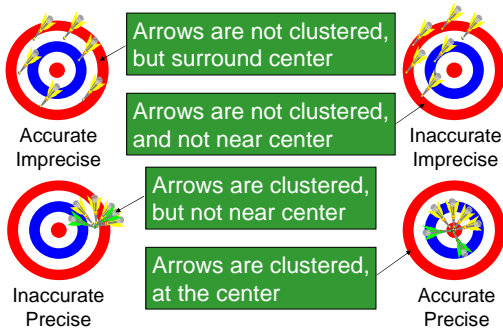 Arrows are not clustered,
but surround center
Arrows are not clustered,
and not near center
Accurate
Imprecise
Inaccurate
Imprecise
Arrows are clustered,
but not near center
Arrows are clustered,
at the center
Inaccurate
Precise
Accurate
Precise